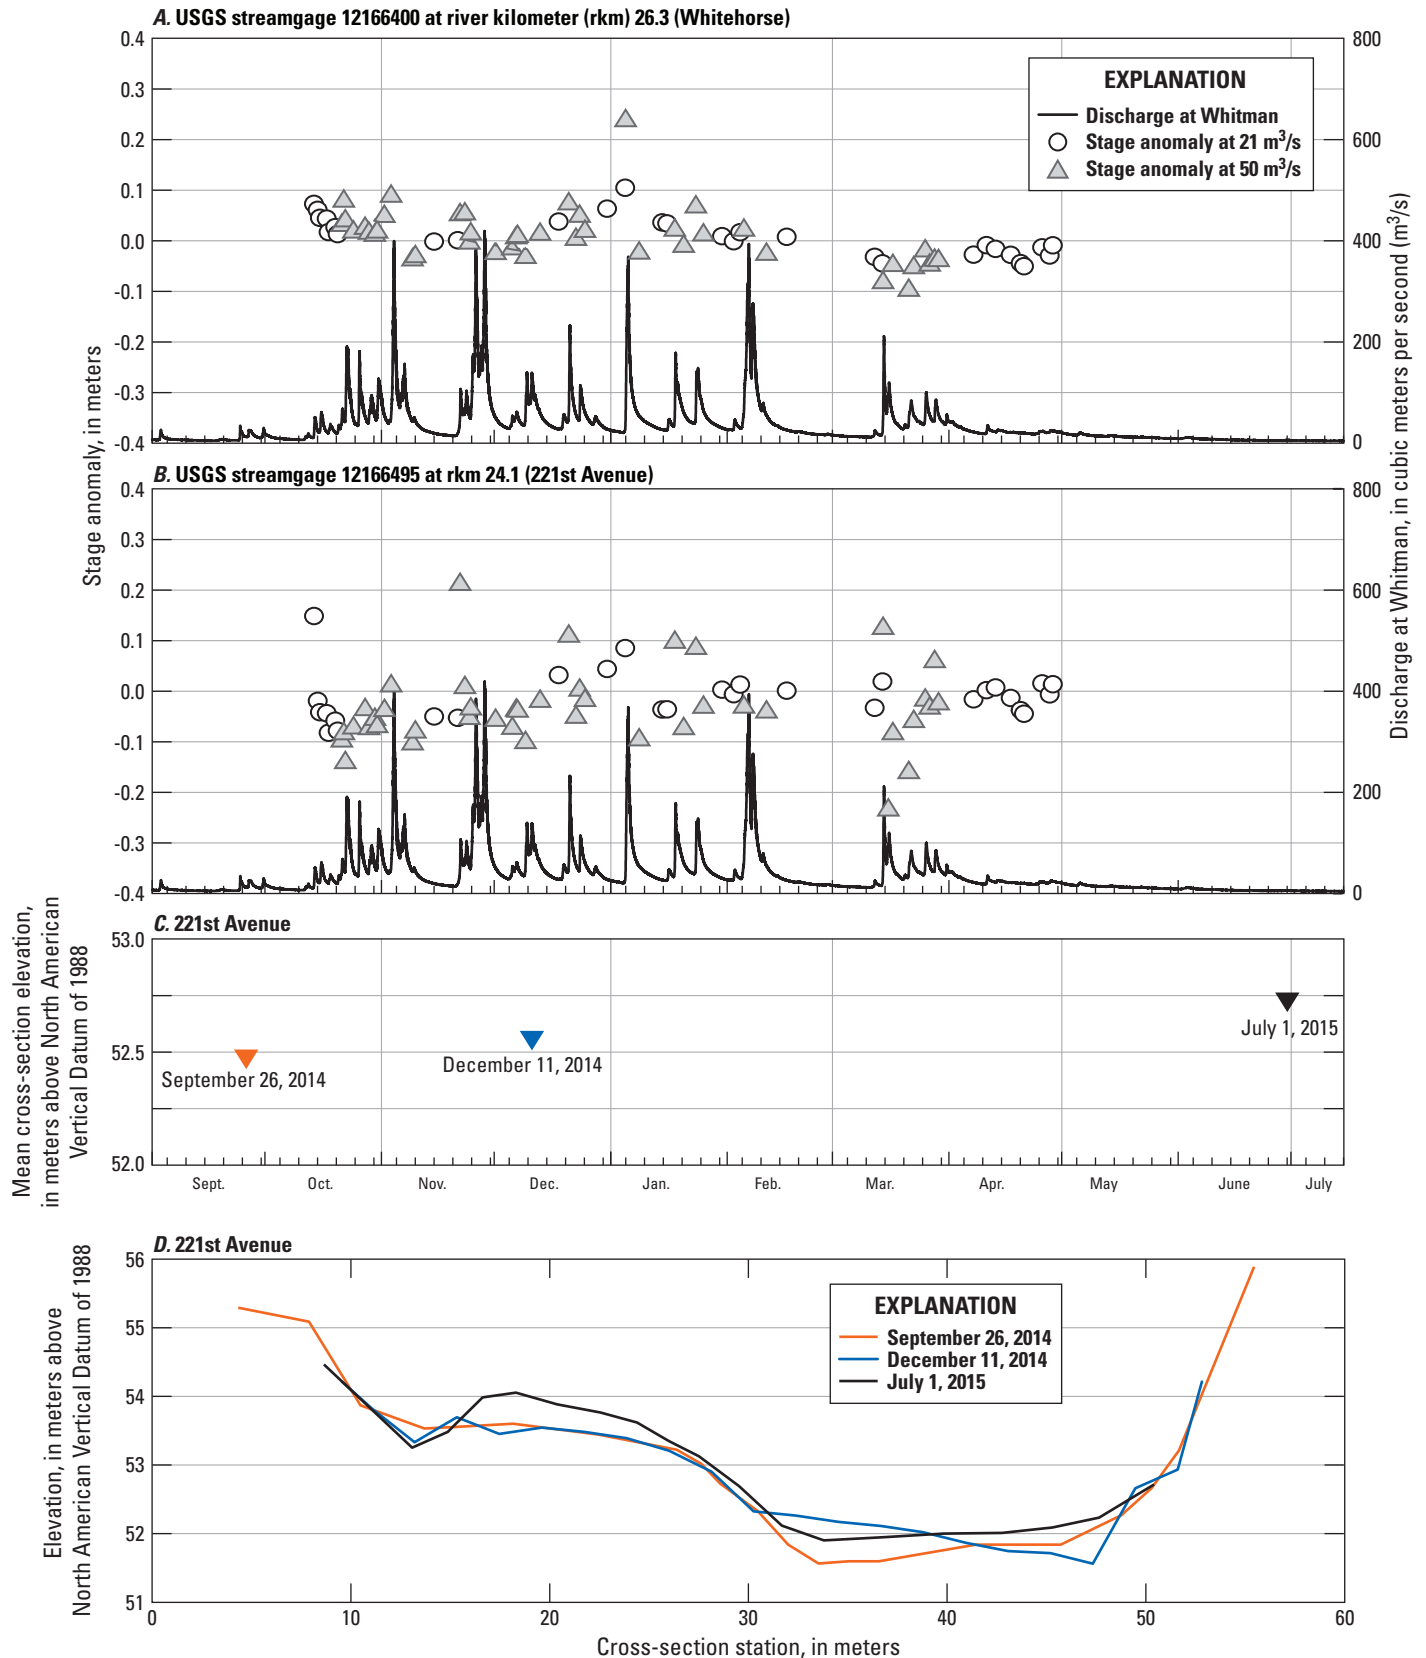 A. USGS streamgage 12166400 at river kilometer (rkm) 26.3 (Whitehorse)
0.4
0.3
0.2
0.1
0.0
-0.1
-0.2
-0.3
-0.4
800
600
400
200
0
EXPLANATION
Discharge at Whitman
Stage anomaly at 21 m³/s
Stage anomaly at 50 m³/s
Stage anomaly, in meters
Discharge at Whitman, in cubic meters per second (m³/s)
B. USGS streamgage 12166495 at rkm 24.1 (221st Avenue)
0.4
0.3
0.2
0.1
0.0
-0.1
-0.2
-0.3
-0.4
800
600
400
200
0
C. 221st Avenue
Mean cross-section elevation,
in meters above North American
Vertical Datum of 1988
53.0
52.5
52.0
September 26, 2014
December 11, 2014
July 1, 2015
Sept. Oct. Nov. Dec. Jan. Feb. Mar. Apr. May June July
D. 221st Avenue
Elevation, in meters above
North American Vertical Datum of 1988
56
55
54
53
52
51
EXPLANATION
September 26, 2014
December 11, 2014
July 1, 2015
0 10 20 30 40 50 60
Cross-section station, in meters